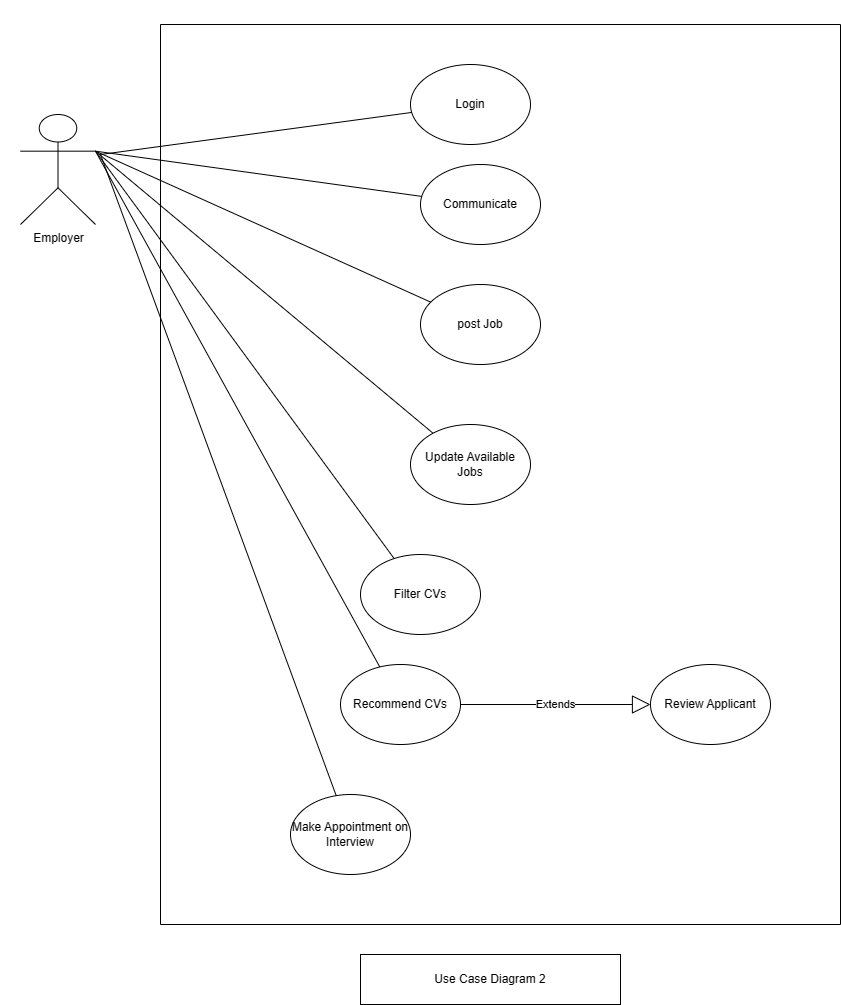 Login
Communicate
Employer
post Job
Update Available
Jobs
Filter CVs
Recommend CVs
Extends
Review Applicant
Make Appointment on
Interview
Use Case Diagram 2